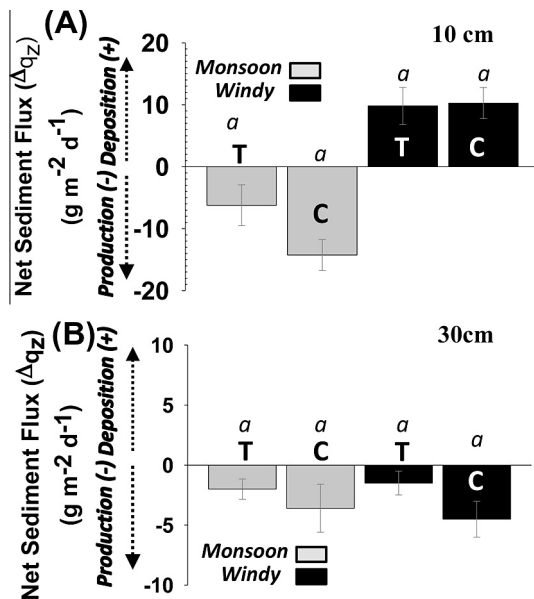 (A)
10 cm
Net Sediment Flux (Δqz)
(g m-2 d-1)
Production (-) Deposition (+)
20
10
0
-10
-20
Monsoon
Windy
a
a
a
a
T
C
T
C
(B)
30cm
Net Sediment Flux (Δqz)
(g m-2 d-1)
Production (-) Deposition (+)
10
5
0
-5
-10
a
a
a
a
T
C
T
C
Monsoon
Windy